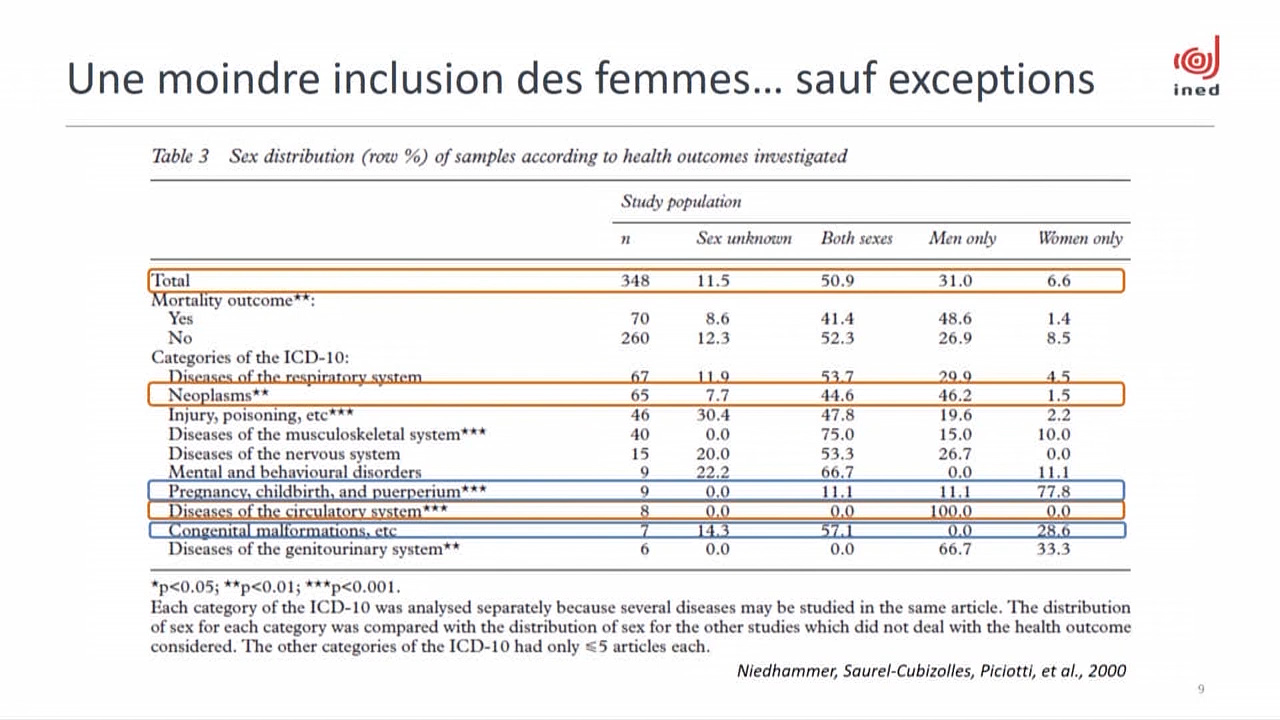 Une moindre inclusion des femmes... sauf exceptions
ined
Table 3 Sex distribution (row %) of samples according to health outcomes investigated
Study population
n Sex unknown Both sexes Men only Women only
Total 348 11.5 50.9 31.0 6.6
Mortality outcome**:
Yes 70 8.6 41.4 48.6 1.4
No 260 12.3 52.3 26.9 8.5
Categories of the ICD-10:
Diseases of the respiratory system 67 11.9 53.7 29.9 4.5
Neoplasms** 65 7.7 44.6 46.2 1.5
Injury, poisoning, etc*** 46 30.4 47.8 19.6 2.2
Diseases of the musculoskeletal system*** 40 0.0 75.0 15.0 10.0
Diseases of the nervous system 15 20.0 53.3 26.7 0.0
Mental and behavioural disorders 9 22.2 66.7 0.0 11.1
Pregnancy, childbirth, and puerperium*** 9 0.0 11.1 11.1 77.8
Diseases of the circulatory system*** 8 0.0 0.0 100.0 0.0
Congenital malformations, etc 7 14.3 57.1 0.0 28.6
Diseases of the genitourinary system** 6 0.0 0.0 66.7 33.3
*p<0.05; **p<0.01; ***p<0.001.
Each category of the ICD-10 was analysed separately because several diseases may be studied in the same article. The distribution
of sex for each category was compared with the distribution of sex for the other studies which did not deal with the health outcome
considered. The other categories of the ICD-10 had only ⩽5 articles each.
Niedhammer, Saurel-Cubizolles, Piciotti, et al., 2000
9